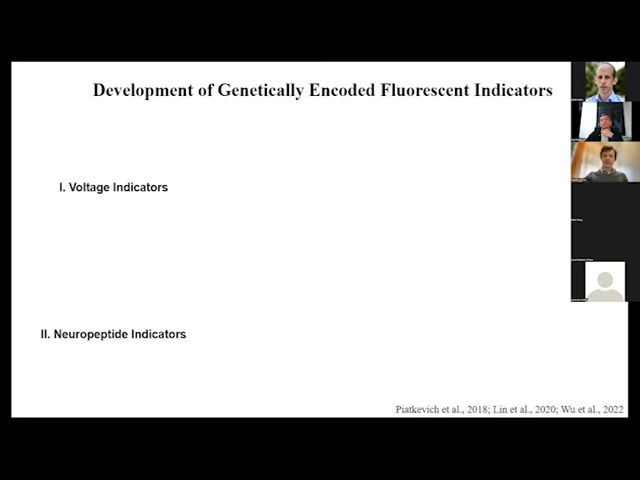 Development of Genetically Encoded Fluorescent Indicators
I. Voltage Indicators
II. Neuropeptide Indicators
Piatkevich et al., 2018; Lin et al., 2020; Wu et al., 2022